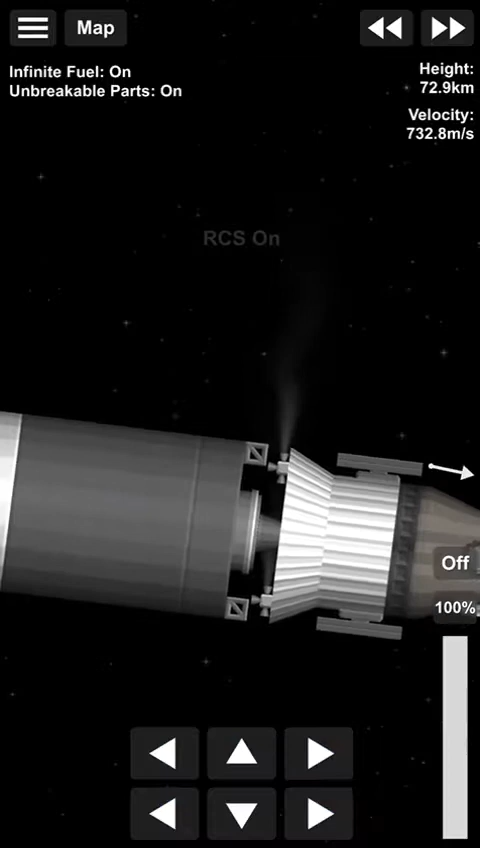 Map
Infinite Fuel: On
Unbreakable Parts: On
Height:
72.9km
Velocity:
732.8m/s
RCS On
Off
100%